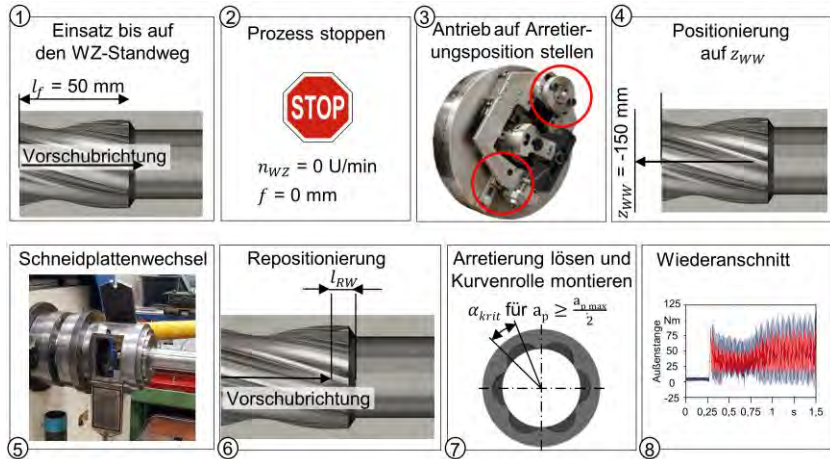 1
Einsatz bis auf
den WZ-Standweg
l_f = 50 mm
Vorschubrichtung
2
Prozess stoppen
STOP
n_WZ = 0 U/min
f = 0 mm
3
Antrieb auf Arretier-
ungsposition stellen
4
Positionierung
auf z_WW
z_WW = -150 mm
5
Schneidplattenwechsel
6
Repositionierung
l_RW
Vorschubrichtung
7
Arretierung lösen und
Kurvenrolle montieren
α_krit für a_p ≥ a_p max / 2
8
Wiederanschnitt
Außenstange
125
Nm
75
50
25
0
-25
0 0,25 0,75 1 s 1,5